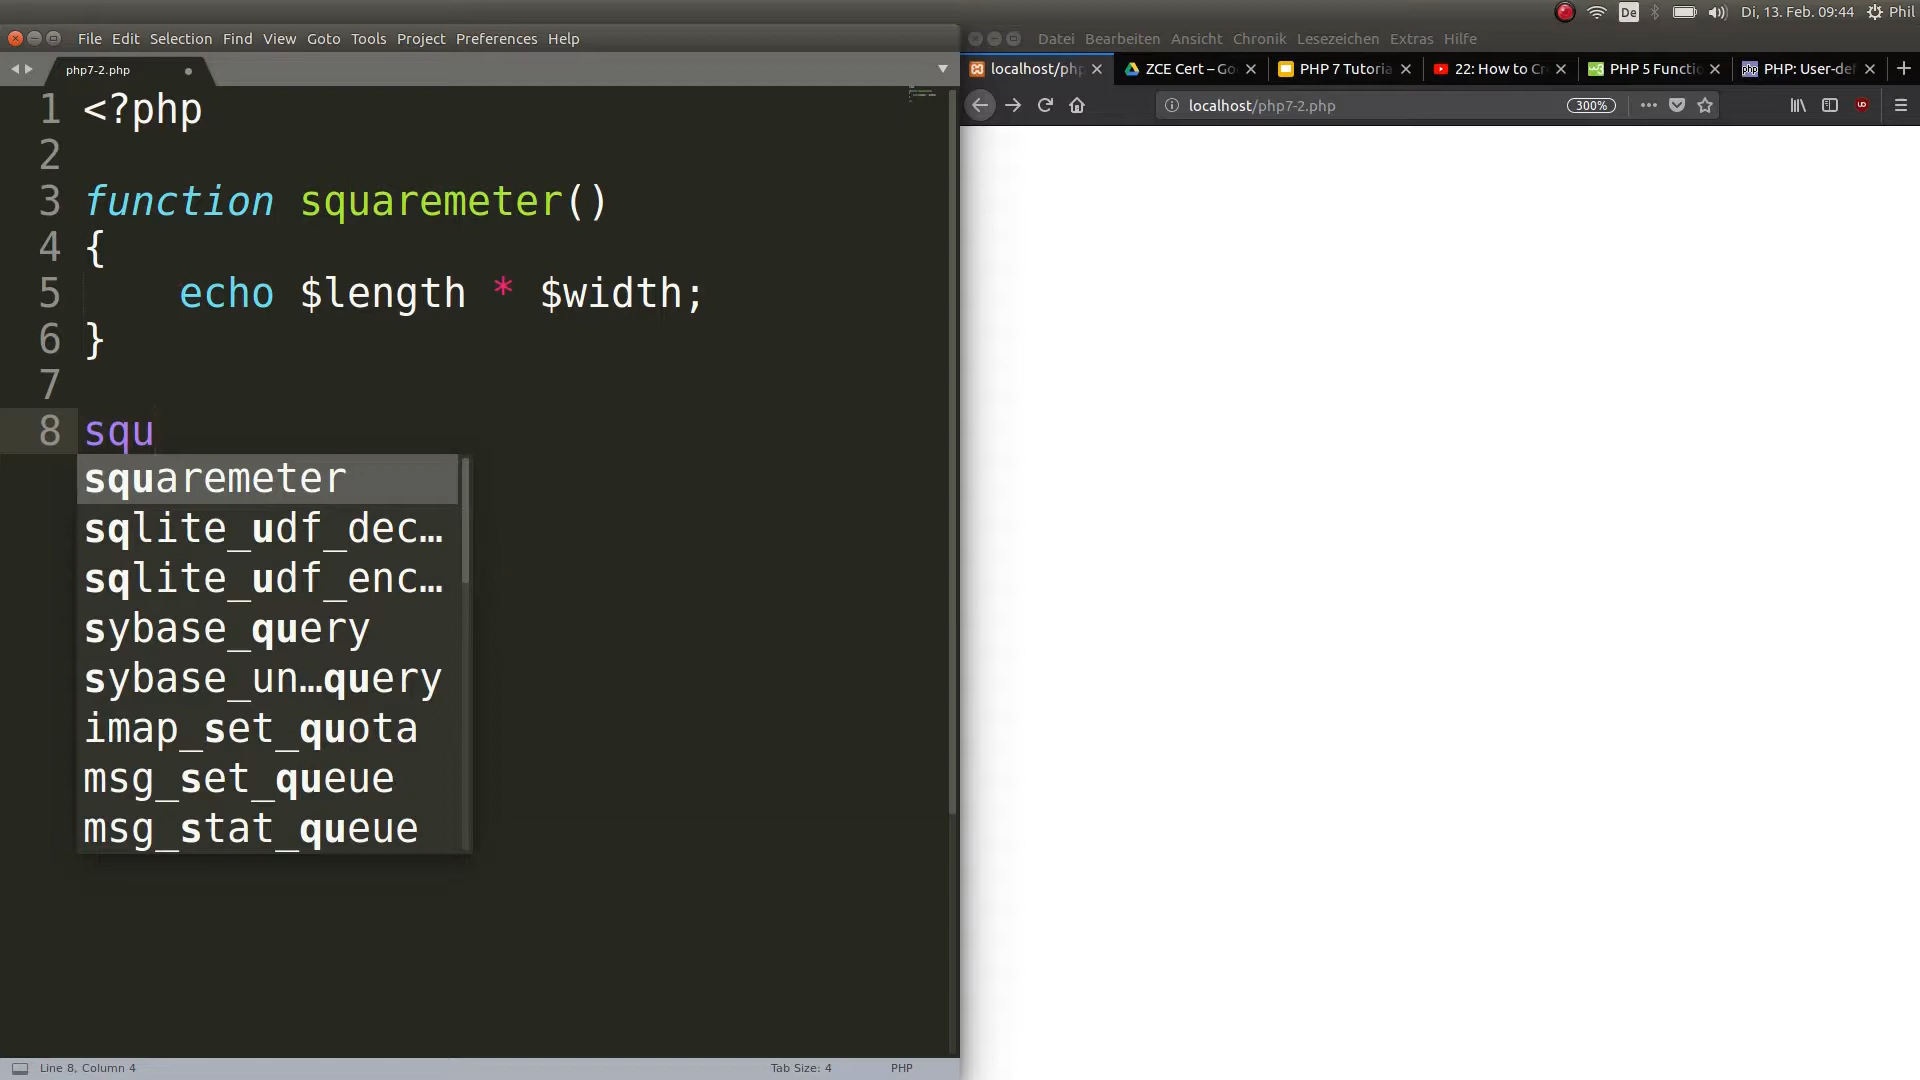 De
Di, 13. Feb. 09:44
Phil
File Edit Selection Find View Goto Tools Project Preferences Help
Datei Bearbeiten Ansicht Chronik Lesezeichen Extras Hilfe
php7-2.php
localhost/php
ZCE Cert – Go
PHP 7 Tutoria
22: How to Cr
PHP 5 Functi
PHP: User-def
localhost/php7-2.php
300%
1 <?php
2
3 function squaremeter()
4 {
5 echo $length * $width;
6 }
7
8 squ
squaremeter
sqlite_udf_dec…
sqlite_udf_enc…
sybase_query
sybase_un…query
imap_set_quota
msg_set_queue
msg_stat_queue
Line 8, Column 4
Tab Size: 4
PHP